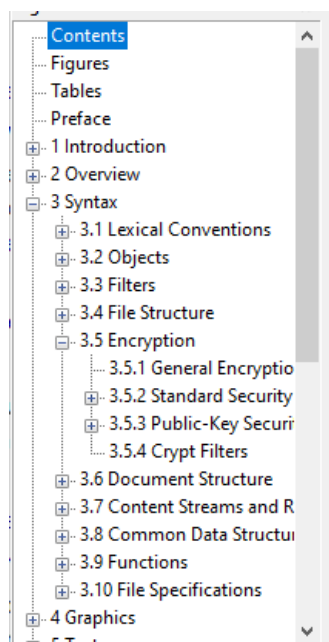 Contents
Figures
Tables
Preface
1 Introduction
2 Overview
3 Syntax
3.1 Lexical Conventions
3.2 Objects
3.3 Filters
3.4 File Structure
3.5 Encryption
3.5.1 General Encryptio
3.5.2 Standard Security
3.5.3 Public-Key Securi
3.5.4 Crypt Filters
3.6 Document Structure
3.7 Content Streams and R
3.8 Common Data Structu
3.9 Functions
3.10 File Specifications
4 Graphics